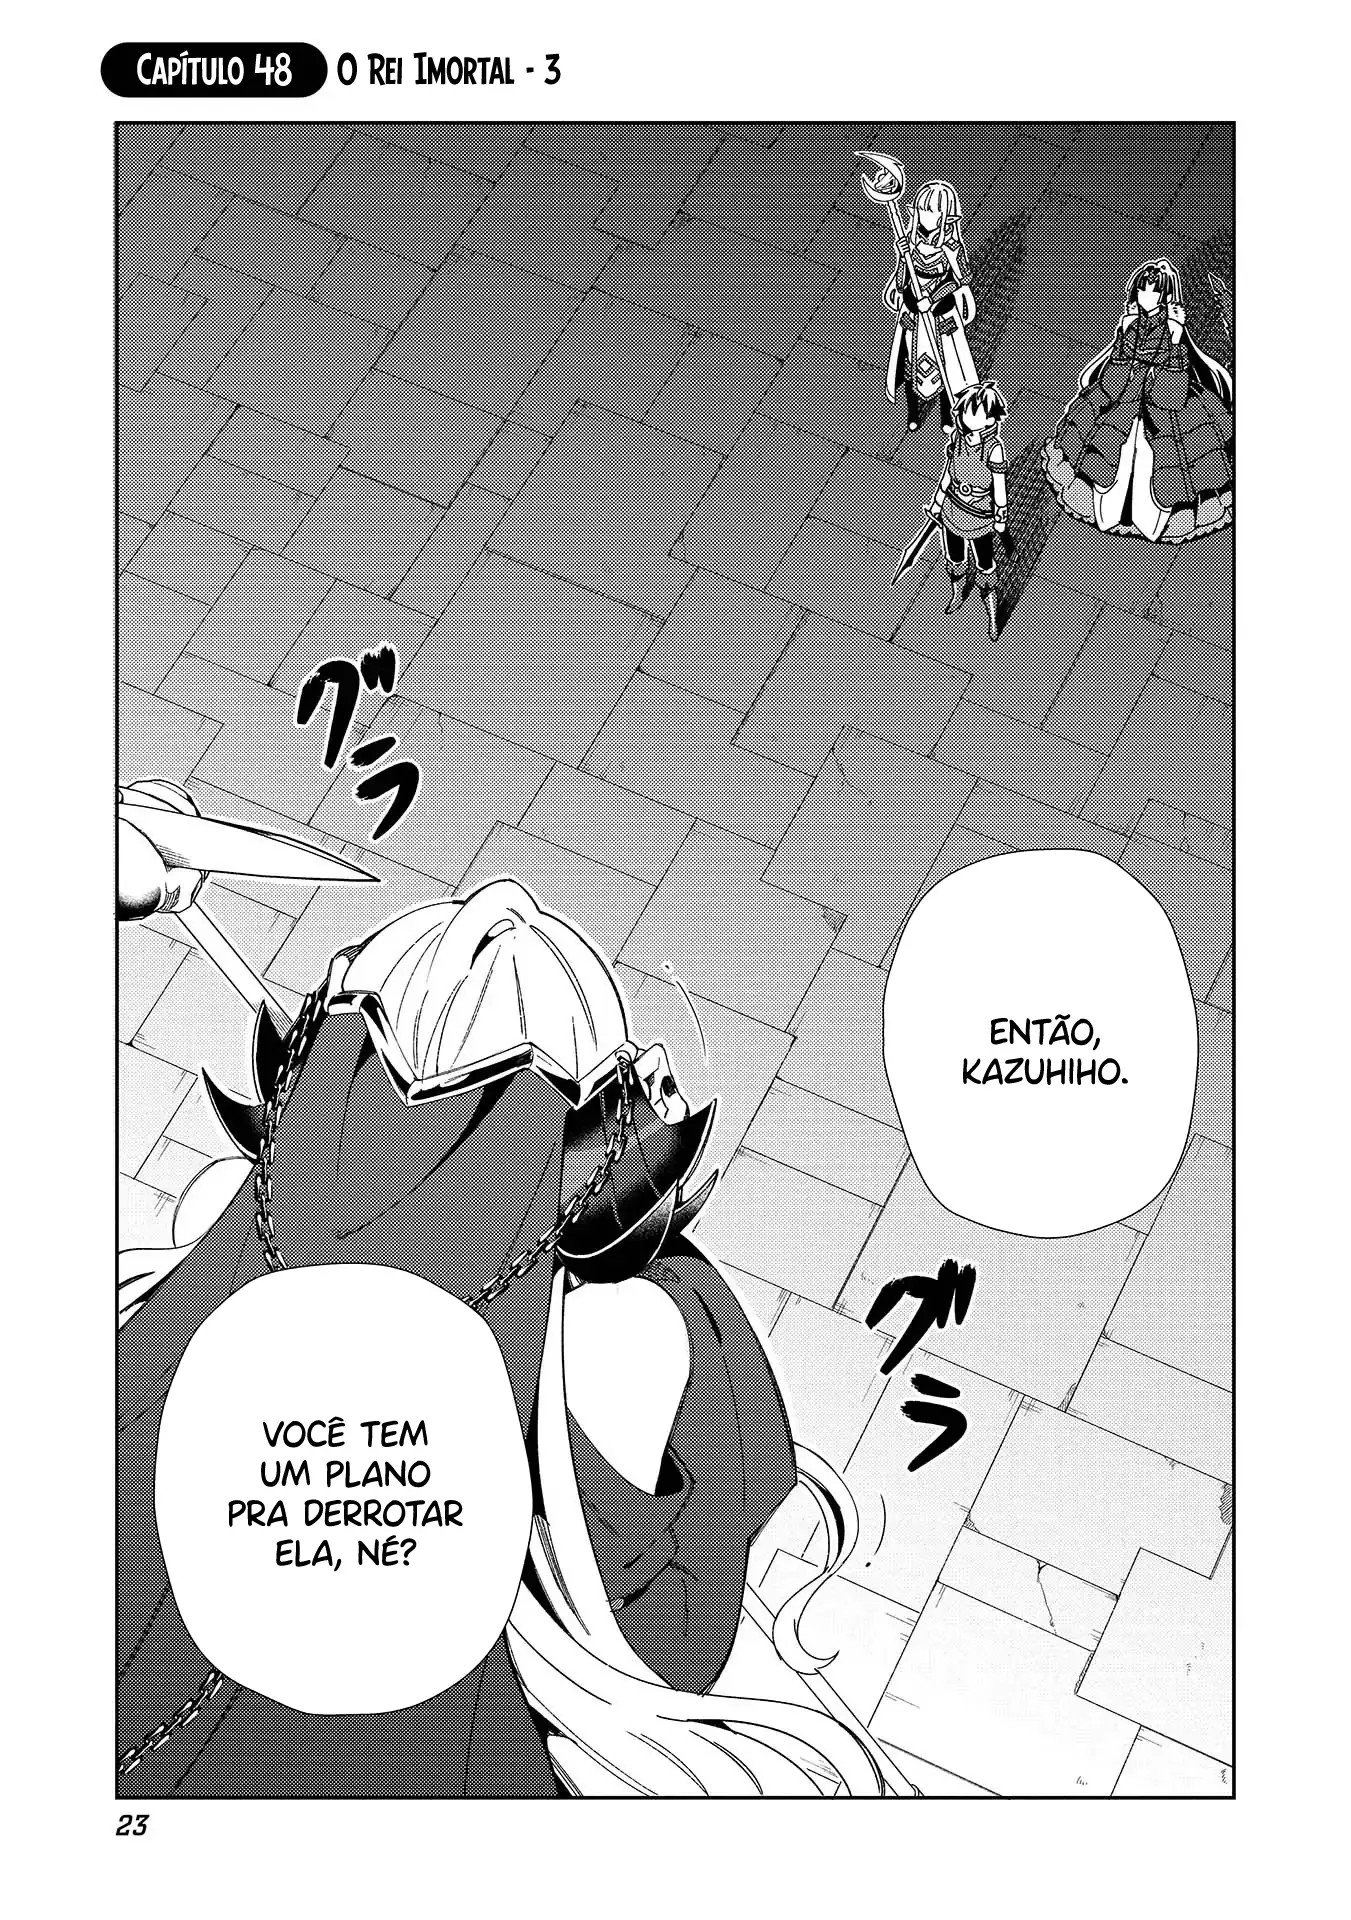 CAPÍTULO 48 O REI IMORTAL - 3
グラ
ENTÃO,
KAZUHIHO.
グラ
VOCÊ TEM
UM PLANO
PRA DERROTAR
ELA, NÉ?
23